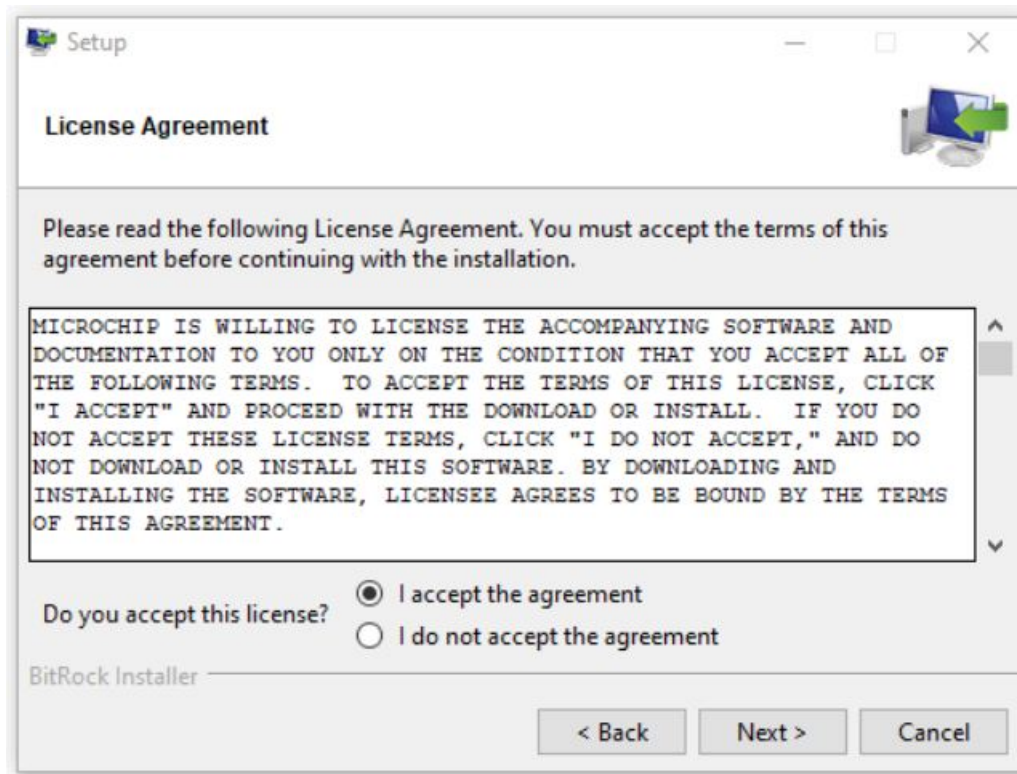 Setup
License Agreement
Please read the following License Agreement. You must accept the terms of this
agreement before continuing with the installation.
MICROCHIP IS WILLING TO LICENSE THE ACCOMPANYING SOFTWARE AND
DOCUMENTATION TO YOU ONLY ON THE CONDITION THAT YOU ACCEPT ALL OF
THE FOLLOWING TERMS.  TO ACCEPT THE TERMS OF THIS LICENSE, CLICK
"I ACCEPT" AND PROCEED WITH THE DOWNLOAD OR INSTALL.  IF YOU DO
NOT ACCEPT THESE LICENSE TERMS, CLICK "I DO NOT ACCEPT," AND DO
NOT DOWNLOAD OR INSTALL THIS SOFTWARE. BY DOWNLOADING AND
INSTALLING THE SOFTWARE, LICENSEE AGREES TO BE BOUND BY THE TERMS
OF THIS AGREEMENT.
Do you accept this license?
I accept the agreement
I do not accept the agreement
BitRock Installer
< Back Next > Cancel